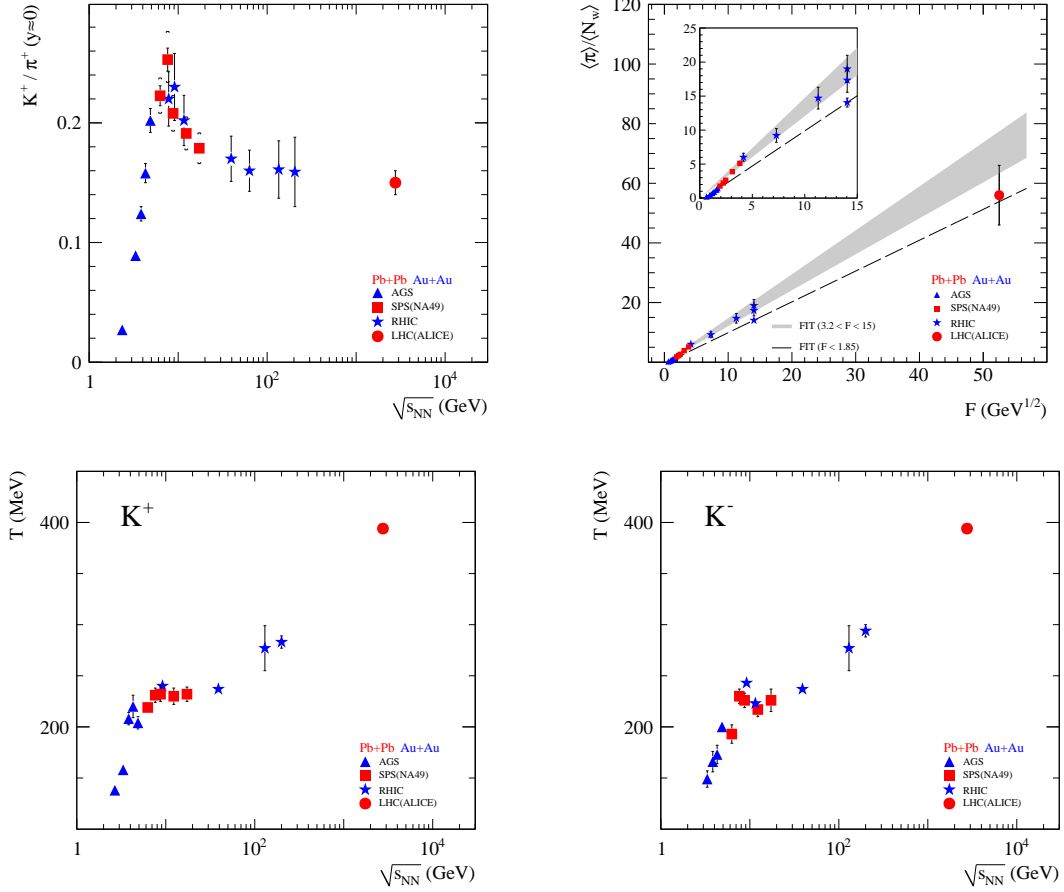 K⁺ / π⁺ (y≈0)
0.2
0.1
0
1
10
10²
10⁴
√s_NN (GeV)
Pb+Pb Au+Au
AGS
SPS(NA49)
RHIC
LHC(ALICE)
⟨π⟩/⟨N_w⟩
120
100
80
60
40
20
0
10
20
30
40
50
60
F (GeV^1/2)
25
20
15
10
5
0
0
5
10
15
Pb+Pb Au+Au
AGS
SPS(NA49)
RHIC
LHC(ALICE)
FIT (3.2 < F < 15)
FIT (F < 1.85)
T (MeV)
K⁺
400
200
1
10
10²
10⁴
√s_NN (GeV)
Pb+Pb Au+Au
AGS
SPS(NA49)
RHIC
LHC(ALICE)
T (MeV)
K⁻
400
200
1
10
10²
10⁴
√s_NN (GeV)
Pb+Pb Au+Au
AGS
SPS(NA49)
RHIC
LHC(ALICE)